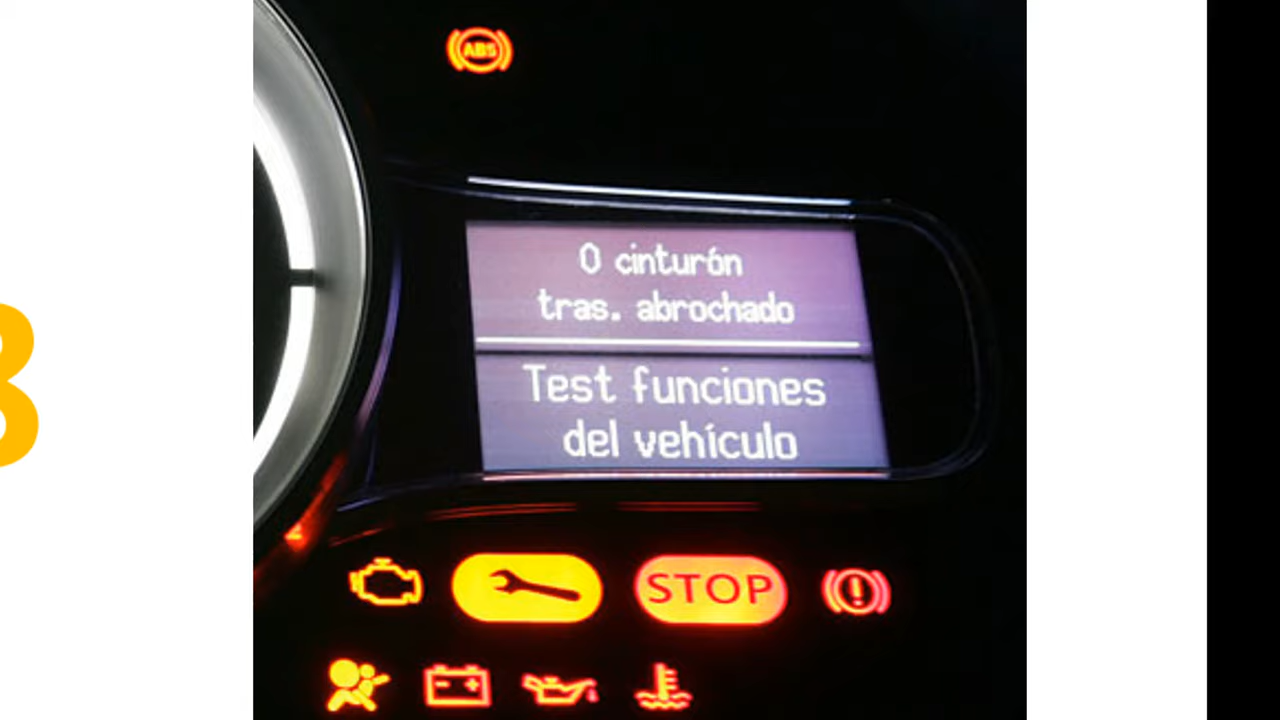 ABS
0 cinturón
tras. abrochado
Test funciones
del vehículo
STOP